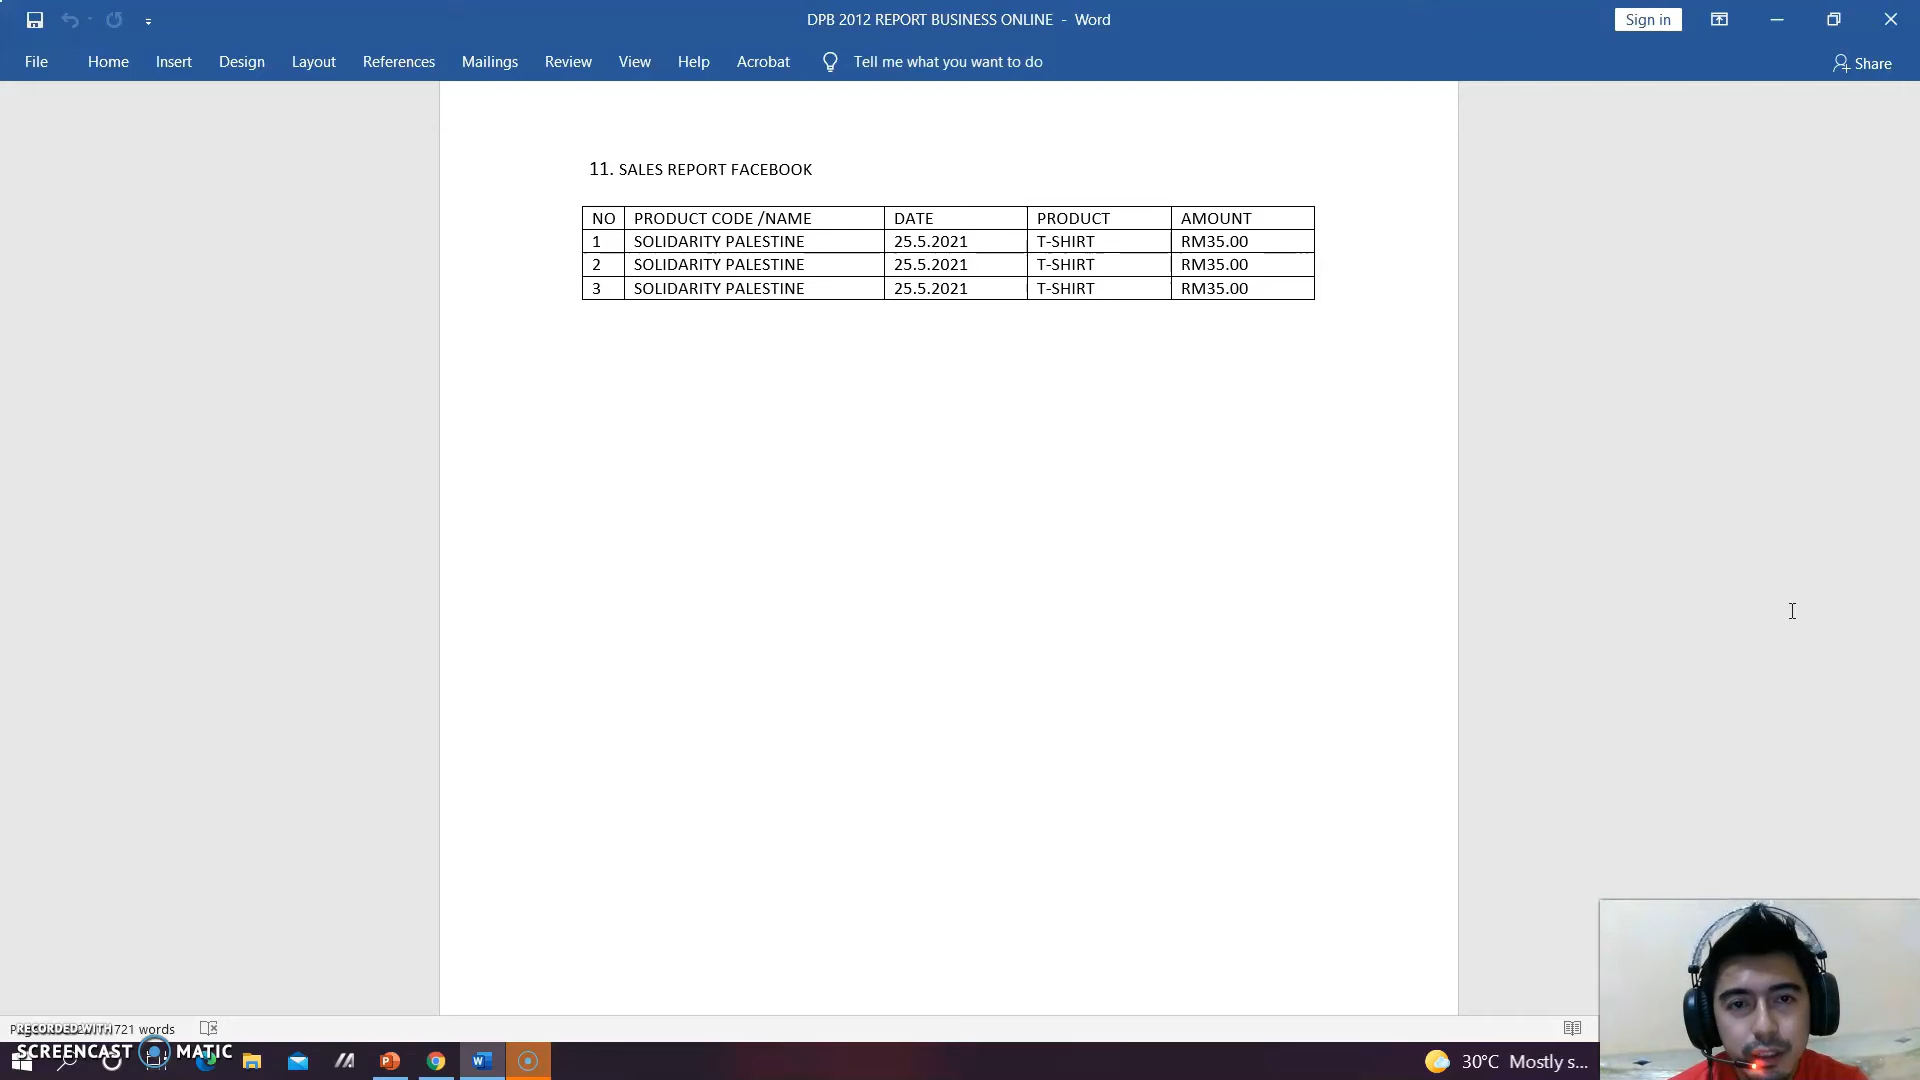 DPB 2012 REPORT BUSINESS ONLINE - Word
Sign in
File Home Insert Design Layout References Mailings Review View Help Acrobat Tell me what you want to do Share
11. SALES REPORT FACEBOOK
NO PRODUCT CODE /NAME DATE PRODUCT AMOUNT
1 SOLIDARITY PALESTINE 25.5.2021 T-SHIRT RM35.00
2 SOLIDARITY PALESTINE 25.5.2021 T-SHIRT RM35.00
3 SOLIDARITY PALESTINE 25.5.2021 T-SHIRT RM35.00
RECORDED WITH
721 words
SCREENCAST MATIC
30°C Mostly s...